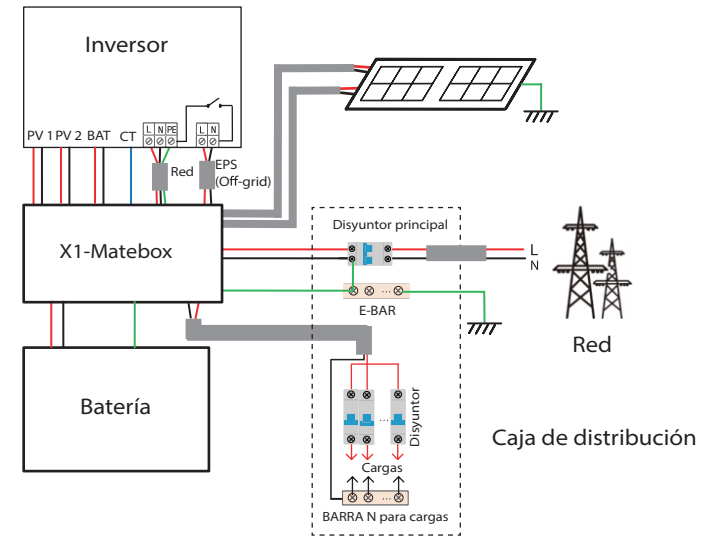 Inversor
PV 1 PV 2 BAT CT
L N PE
L N
Red
EPS
(Off-grid)
X1-Matebox
Disyuntor principal
L
N
E-BAR
Red
Batería
Disyuntor
Caja de distribución
Cargas
BARRA N para cargas